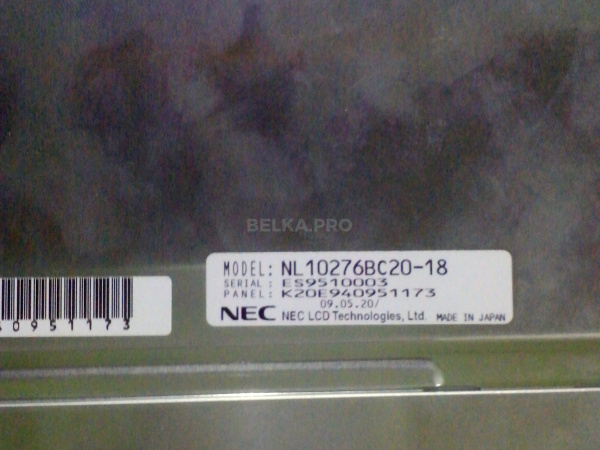 BELKA.PRO
MODEL: NL10276BC20-18
SERIAL: ES9510003
PANEL: K20E940951173
09.05.20/
NEC NEC LCD Technologies, Ltd. MADE IN JAPAN
40951173